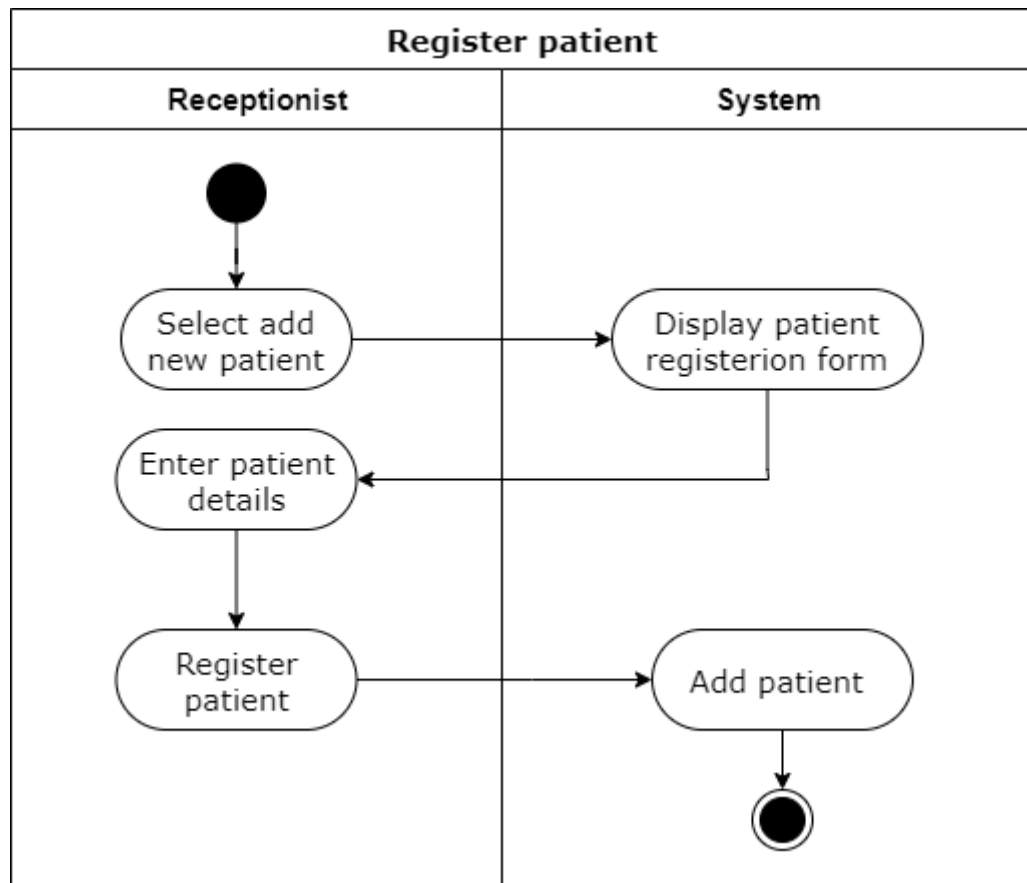 Register patient
Receptionist
System
Select add
new patient
Display patient
registerion form
Enter patient
details
Register
patient
Add patient